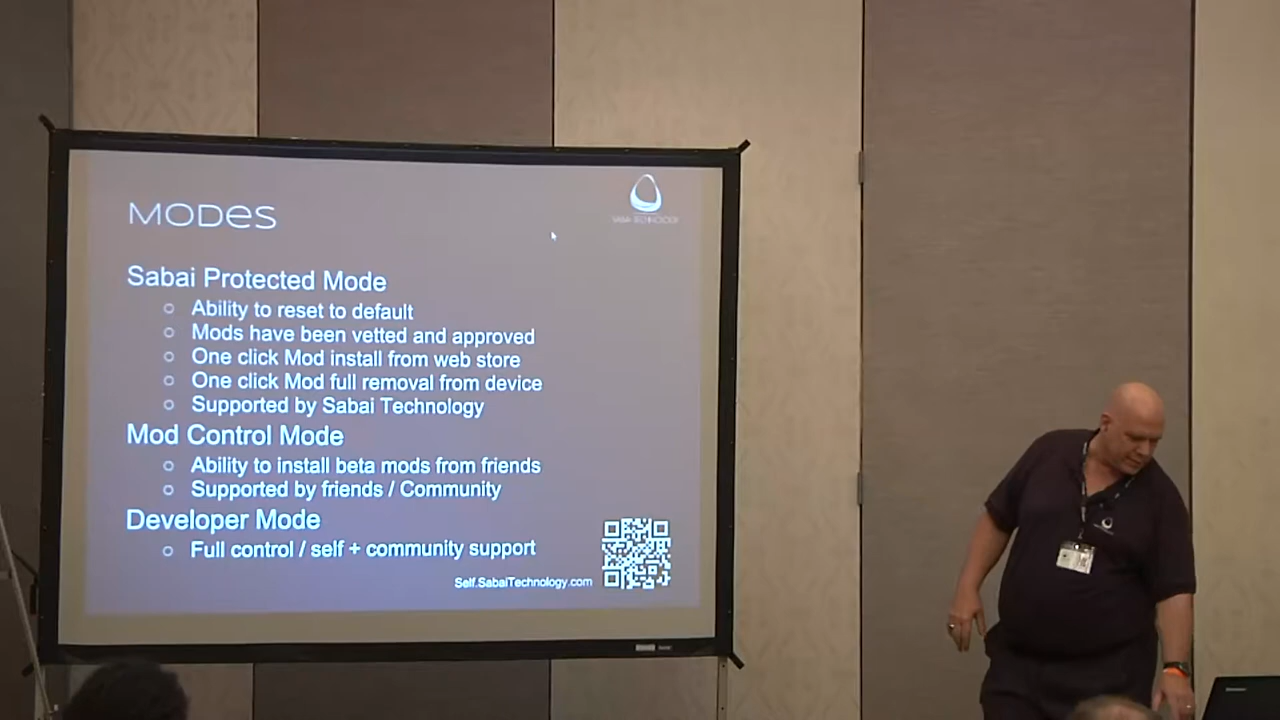 MODES
SABAI TECHNOLOGY
Sabai Protected Mode
Ability to reset to default
Mods have been vetted and approved
One click Mod install from web store
One click Mod full removal from device
Supported by Sabai Technology
Mod Control Mode
Ability to install beta mods from friends
Supported by friends / Community
Developer Mode
Full control / self + community support
Self.SabaiTechnology.com